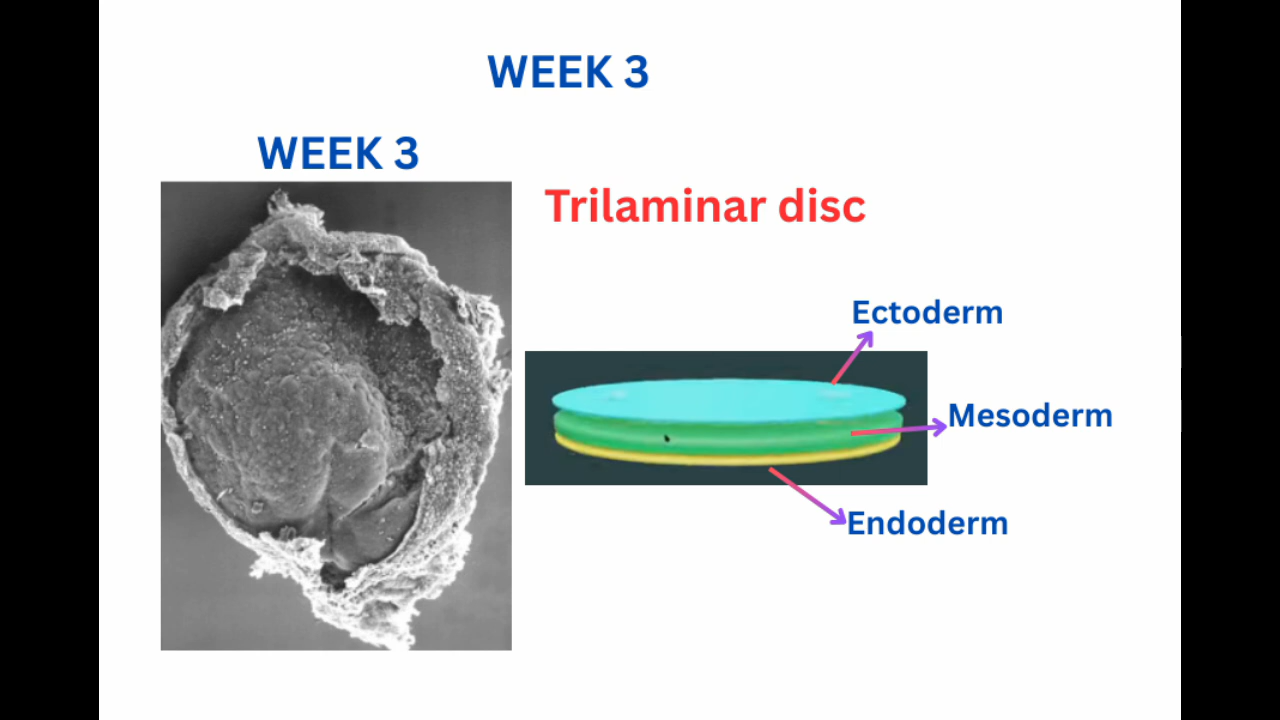 WEEK 3
WEEK 3
Trilaminar disc
Ectoderm
Mesoderm
Endoderm